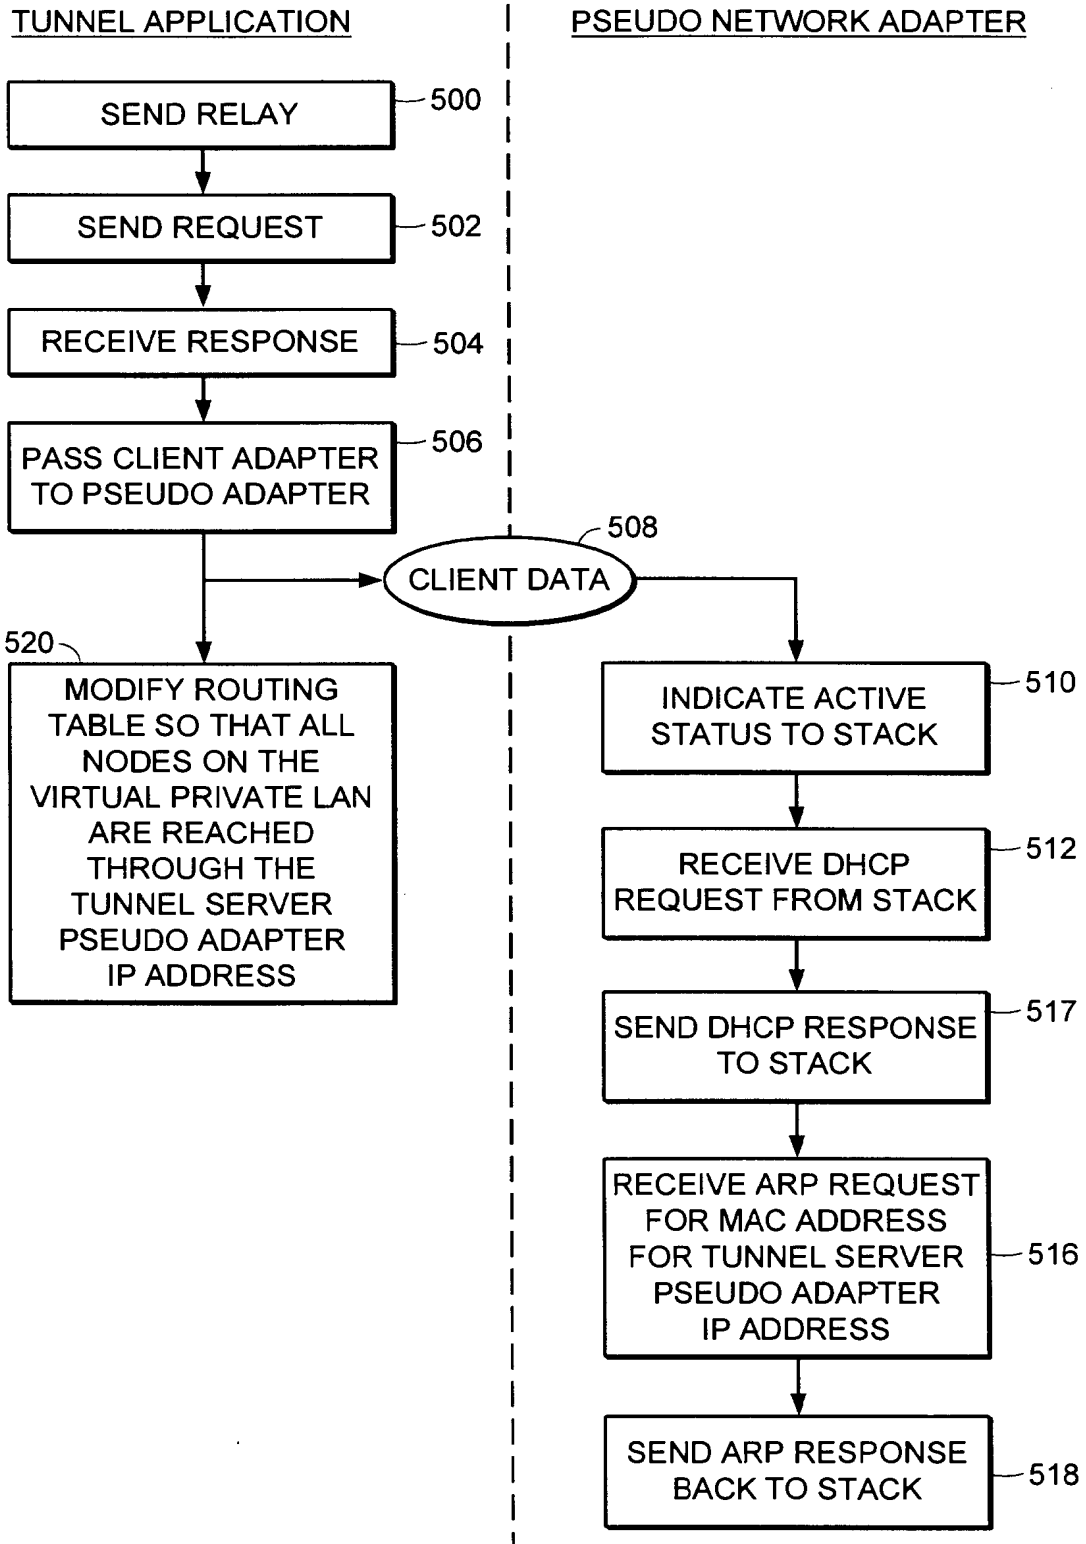 TUNNEL APPLICATION
PSEUDO NETWORK ADAPTER
SEND RELAY
500
SEND REQUEST
502
RECEIVE RESPONSE
504
PASS CLIENT ADAPTER
TO PSEUDO ADAPTER
506
CLIENT DATA
508
520
MODIFY ROUTING
TABLE SO THAT ALL
NODES ON THE
VIRTUAL PRIVATE LAN
ARE REACHED
THROUGH THE
TUNNEL SERVER
PSEUDO ADAPTER
IP ADDRESS
INDICATE ACTIVE
STATUS TO STACK
510
RECEIVE DHCP
REQUEST FROM STACK
512
SEND DHCP RESPONSE
TO STACK
517
RECEIVE ARP REQUEST
FOR MAC ADDRESS
FOR TUNNEL SERVER
PSEUDO ADAPTER
IP ADDRESS
516
SEND ARP RESPONSE
BACK TO STACK
518